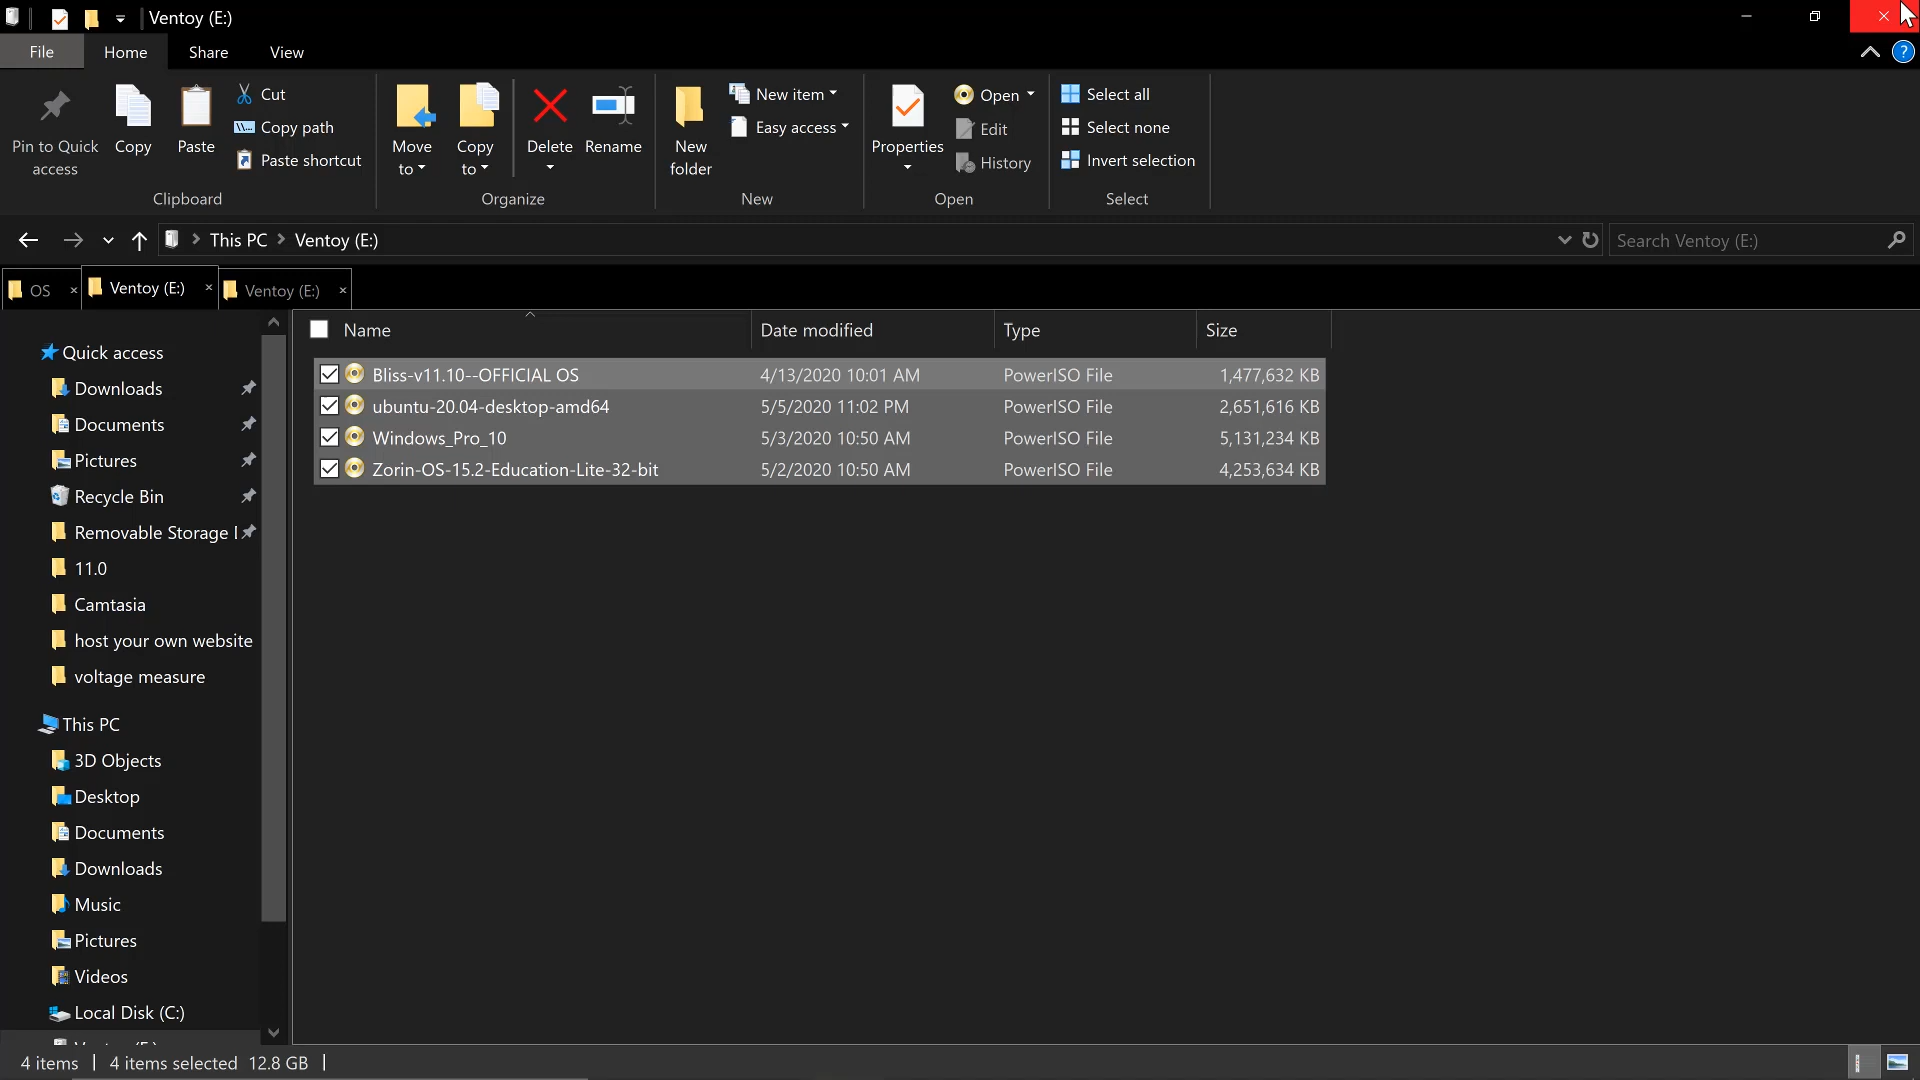 Ventoy (E:)
File Home Share View
Pin to Quick access
Copy
Paste
Cut
Copy path
Paste shortcut
Clipboard
Move to
Copy to
Delete
Rename
Organize
New folder
New item
Easy access
New
Properties
Open
Edit
History
Open
Select all
Select none
Invert selection
Select
This PC > Ventoy (E:)
Search Ventoy (E:)
OS × Ventoy (E:) × Ventoy (E:) ×
Name Date modified Type Size
Bliss-v11.10--OFFICIAL OS 4/13/2020 10:01 AM PowerISO File 1,477,632 KB
ubuntu-20.04-desktop-amd64 5/5/2020 11:02 PM PowerISO File 2,651,616 KB
Windows_Pro_10 5/3/2020 10:50 AM PowerISO File 5,131,234 KB
Zorin-OS-15.2-Education-Lite-32-bit 5/2/2020 10:50 AM PowerISO File 4,253,634 KB
Quick access
Downloads
Documents
Pictures
Recycle Bin
Removable Storage
11.0
Camtasia
host your own website
voltage measure
This PC
3D Objects
Desktop
Documents
Downloads
Music
Pictures
Videos
Local Disk (C:)
4 items | 4 items selected 12.8 GB |